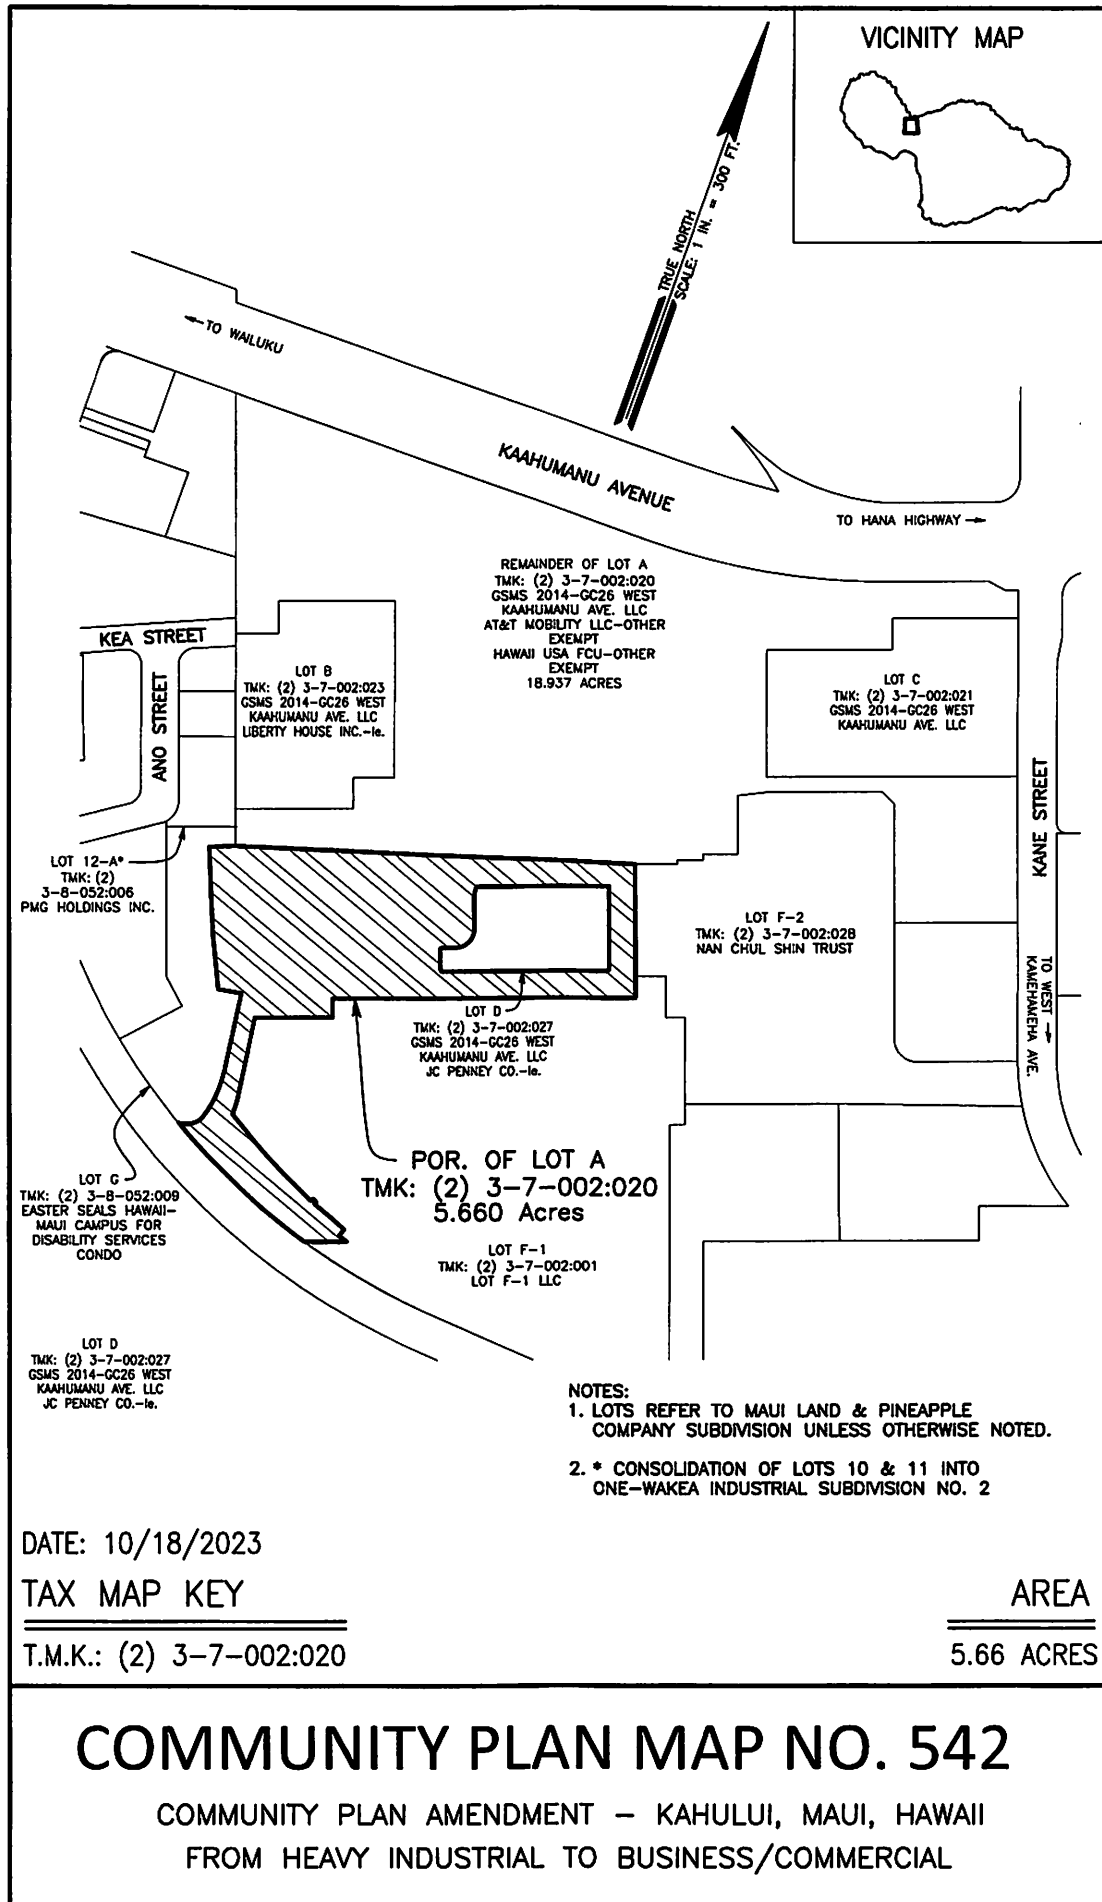 VICINITY MAP
TRUE NORTH
SCALE: 1 IN. = 300 FT.
←TO WAILUKU
KAAHUMANU AVENUE
TO HANA HIGHWAY →
REMAINDER OF LOT A
TMK: (2) 3-7-002:020
GSMS 2014-GC26 WEST
KAAHUMANU AVE. LLC
AT&T MOBILITY LLC-OTHER
EXEMPT
HAWAII USA FCU-OTHER
EXEMPT
18.937 ACRES
KEA STREET
ANO STREET
LOT B
TMK: (2) 3-7-002:023
GSMS 2014-GC26 WEST
KAAHUMANU AVE. LLC
LIBERTY HOUSE INC.-le.
LOT C
TMK: (2) 3-7-002:021
GSMS 2014-GC26 WEST
KAAHUMANU AVE. LLC
KANE STREET
LOT 12-A*
TMK: (2)
3-8-052:006
PMG HOLDINGS INC.
LOT F-2
TMK: (2) 3-7-002:028
NAN CHUL SHIN TRUST
TO WEST →
KAMEHAMEHA AVE.
LOT D
TMK: (2) 3-7-002:027
GSMS 2014-GC26 WEST
KAAHUMANU AVE. LLC
JC PENNEY CO.-le.
POR. OF LOT A
TMK: (2) 3-7-002:020
5.660 Acres
LOT G
TMK: (2) 3-8-052:009
EASTER SEALS HAWAII-
MAUI CAMPUS FOR
DISABILITY SERVICES
CONDO
LOT F-1
TMK: (2) 3-7-002:001
LOT F-1 LLC
LOT D
TMK: (2) 3-7-002:027
GSMS 2014-GC26 WEST
KAAHUMANU AVE. LLC
JC PENNEY CO.-le.
NOTES:
1. LOTS REFER TO MAUI LAND & PINEAPPLE
COMPANY SUBDIVISION UNLESS OTHERWISE NOTED.
2. * CONSOLIDATION OF LOTS 10 & 11 INTO
ONE-WAKEA INDUSTRIAL SUBDIVISION NO. 2
DATE: 10/18/2023
TAX MAP KEY
AREA
T.M.K.: (2) 3-7-002:020
5.66 ACRES
COMMUNITY PLAN MAP NO. 542
COMMUNITY PLAN AMENDMENT - KAHULUI, MAUI, HAWAII
FROM HEAVY INDUSTRIAL TO BUSINESS/COMMERCIAL